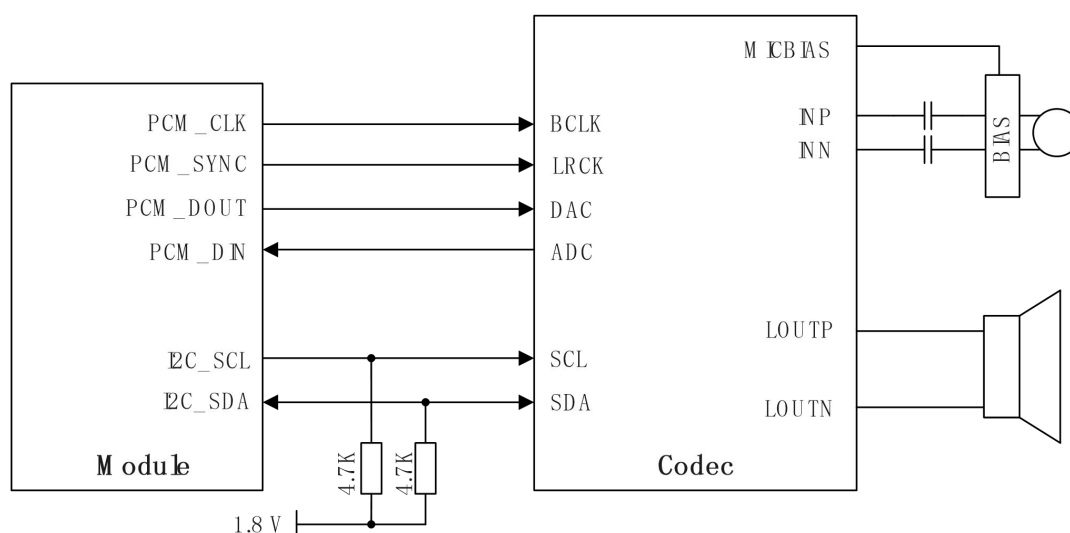 PCM_CLK
PCM_SYNC
PCM_DOUT
PCM_DIN
I2C_SCL
I2C_SDA
Module
BCLK
LRCK
DAC
ADC
SCL
SDA
Codec
MICBIAS
INP
INN
LOUTP
LOUTN
BIAS
4.7K
4.7K
1.8 V